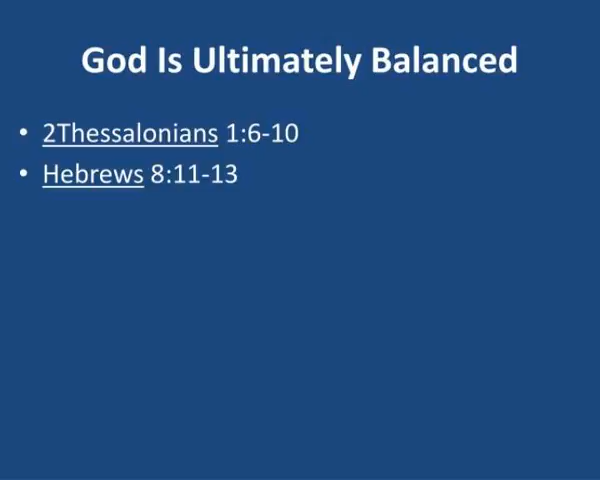 God Is Ultimately Balanced
• 2Thessalonians 1:6-10
• Hebrews 8:11-13